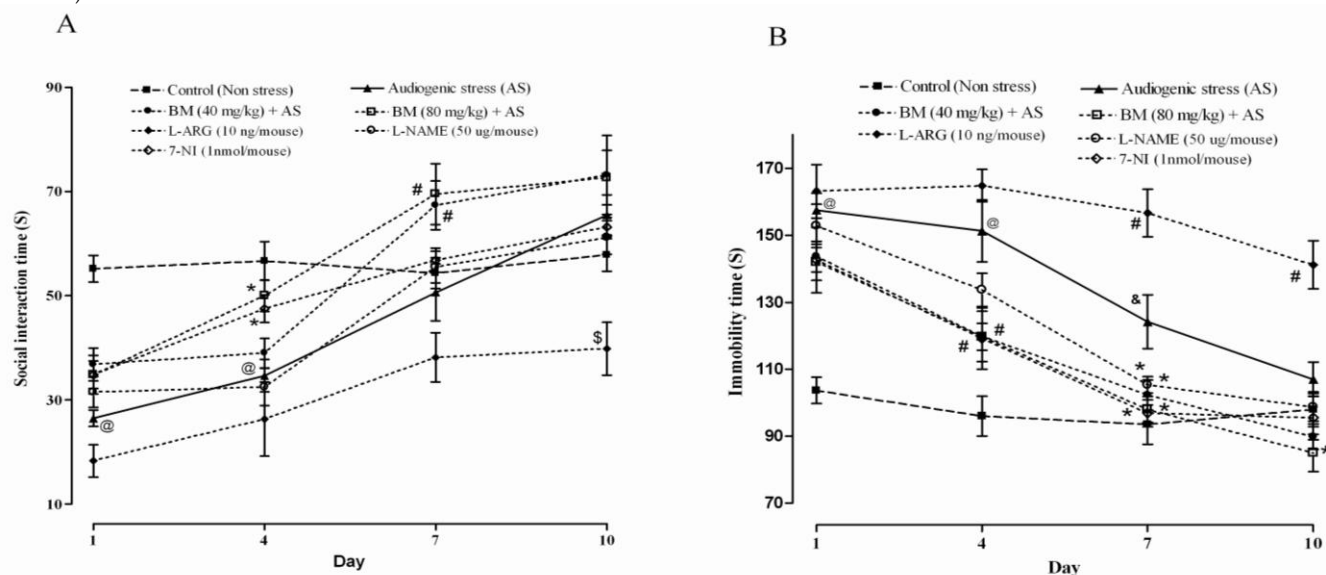 A
Control (Non stress) Audiogenic stress (AS)
BM (40 mg/kg) + AS BM (80 mg/kg) + AS
L-ARG (10 ng/mouse) L-NAME (50 ug/mouse)
7-NI (1nmol/mouse)
Social interaction time (S)
90
70
50
30
10
# #
* *
@ @
$
1 4 7 10
Day
B
Control (Non stress) Audiogenic stress (AS)
BM (40 mg/kg) + AS BM (80 mg/kg) + AS
L-ARG (10 ng/mouse) L-NAME (50 ug/mouse)
7-NI (1nmol/mouse)
Immobility time (S)
170
150
130
110
90
70
@ @
# #
&
# #
* *
* *
*
1 4 7 10
Day